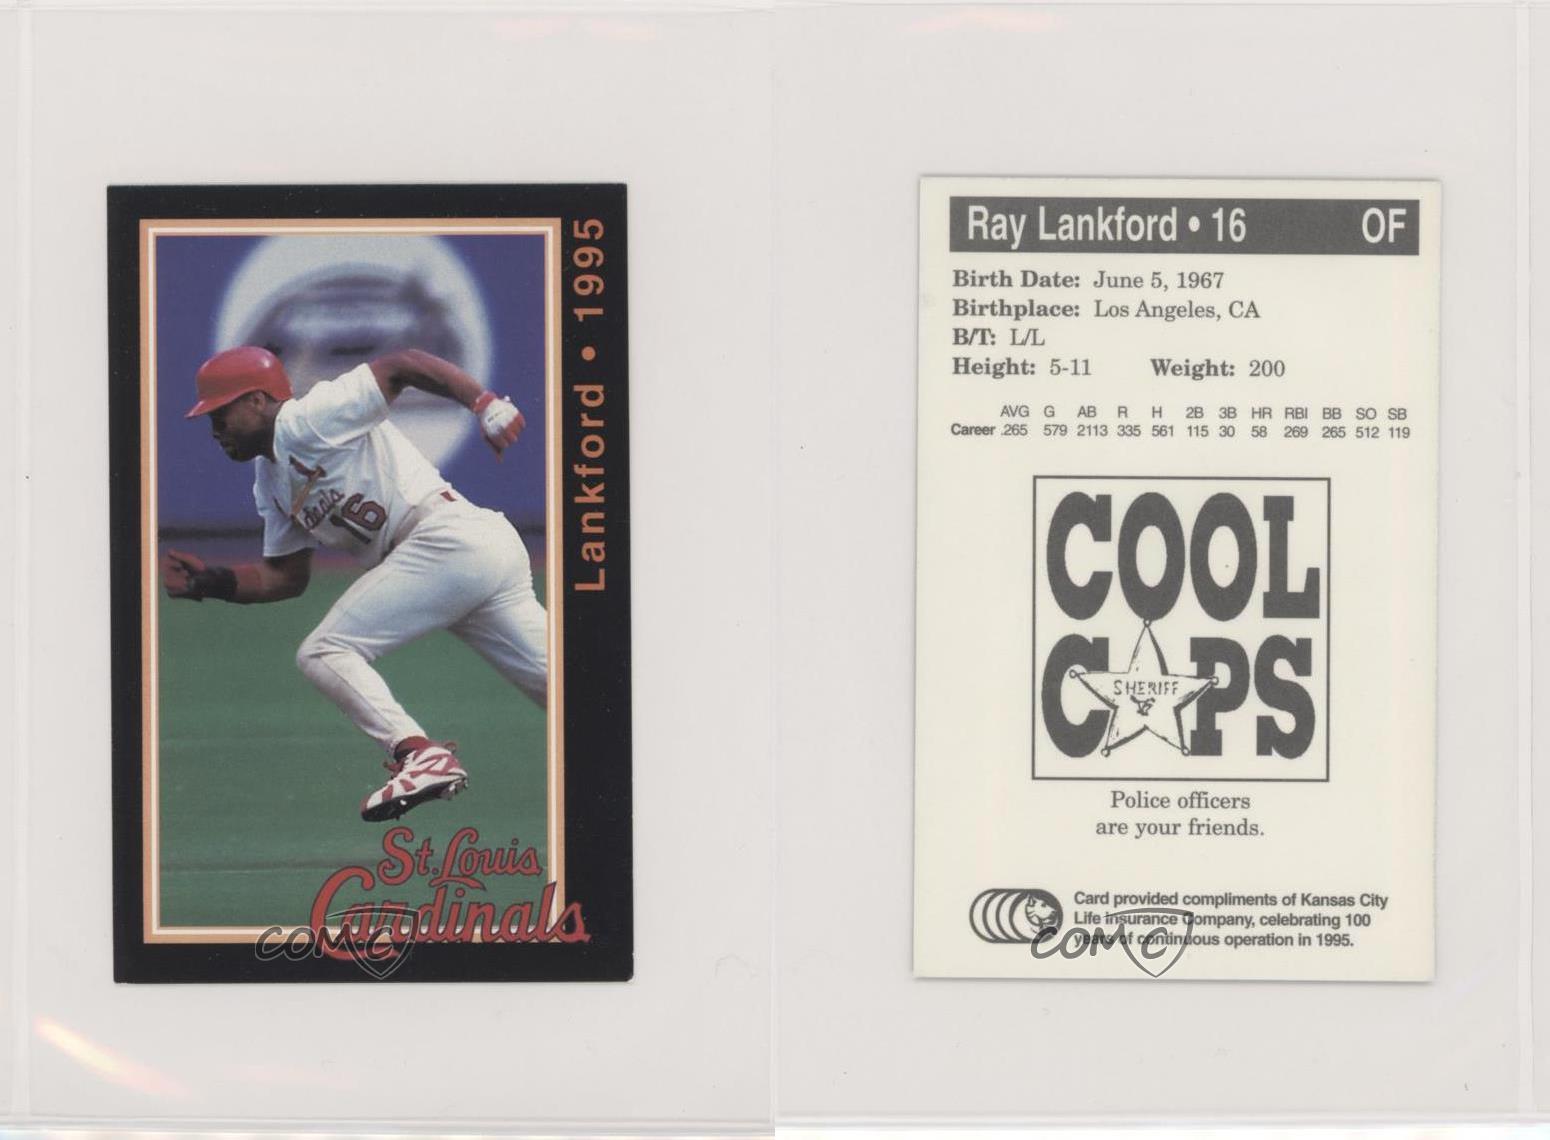 Lankford • 1995
16
St. Louis
Cardinals
COMC
Ray Lankford • 16 OF
Birth Date: June 5, 1967
Birthplace: Los Angeles, CA
B/T: L/L
Height: 5-11 Weight: 200
AVG G AB R H 2B 3B HR RBI BB SO SB
Career .265 579 2113 335 561 115 30 58 269 265 512 119
COOL
COPS
SHERIFF
Police officers
are your friends.
Card provided compliments of Kansas City
Life Insurance Company, celebrating 100
years of continuous operation in 1995.
COMC